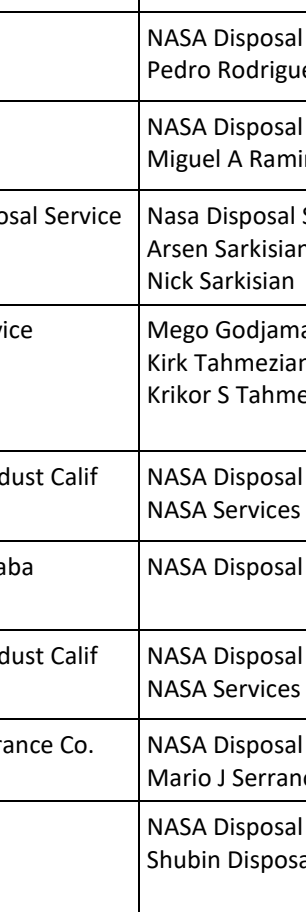 NASA Disposal
Pedro Rodrigue
NASA Disposal
Miguel A Rami
osal Service
Nasa Disposal S
Arsen Sarkisian
Nick Sarkisian
vice
Mego Godjama
Kirk Tahmezian
Krikor S Tahme
dust Calif
NASA Disposal
NASA Services
aba
NASA Disposal
dust Calif
NASA Disposal
NASA Services
rance Co.
NASA Disposal
Mario J Serran
NASA Disposal
Shubin Disposa